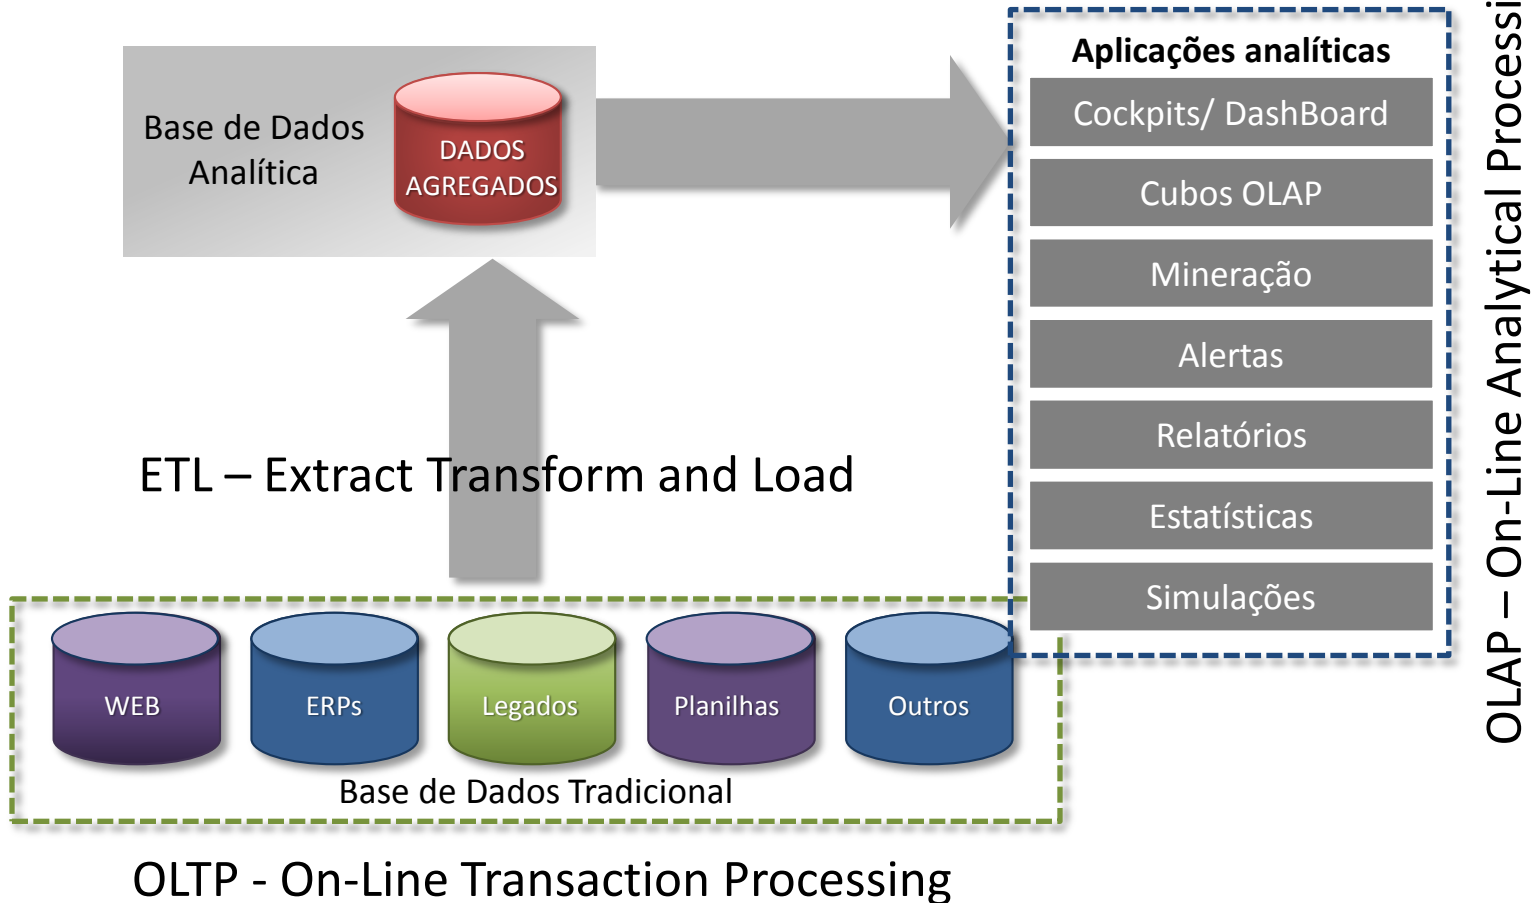 Base de Dados
Analítica
DADOS
AGREGADOS
Aplicações analíticas
Cockpits/ DashBoard
Cubos OLAP
Mineração
Alertas
Relatórios
Estatísticas
Simulações
OLAP – On-Line Analytical Processi
ETL – Extract Transform and Load
WEB
ERPs
Legados
Planilhas
Outros
Base de Dados Tradicional
OLTP - On-Line Transaction Processing